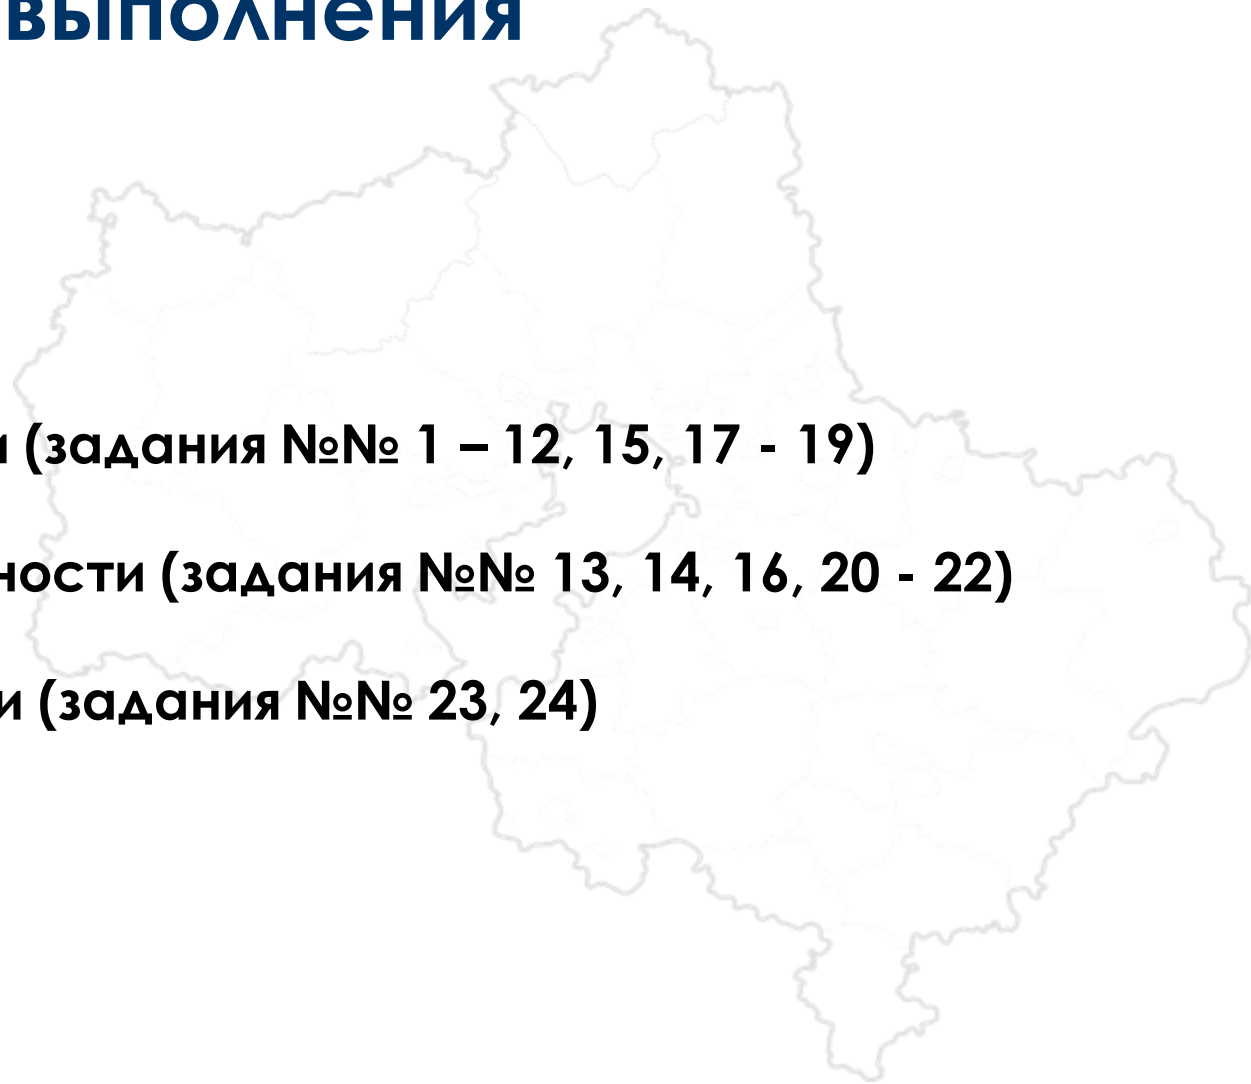 выполнения
и (задания №№ 1 – 12, 15, 17 - 19)
ности (задания №№ 13, 14, 16, 20 - 22)
и (задания №№ 23, 24)